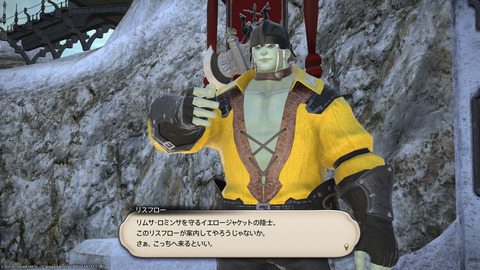 リスフロー
リムサ・ロミンサを守るイエロージャケットの陸士、
このリスフローが案内してやろうじゃないか。
さぁ、こっちへ来るといい。